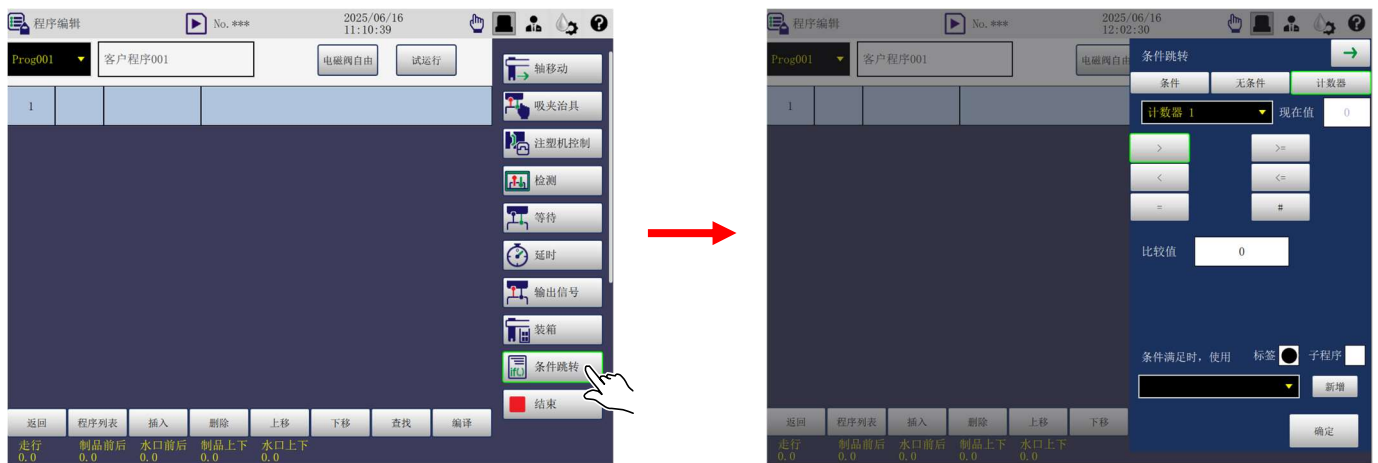 程序编辑
No. ***
2025/06/16
11:10:39
Prog001
客户程序001
电磁阀自由
试运行
1
轴移动
吸夹治具
注塑机控制
检测
等待
延时
输出信号
装箱
if()
条件跳转
结束
返回
程序列表
插入
删除
上移
下移
查找
编译
走行
0.0
制品前后
0.0
水口前后
0.0
制品上下
0.0
水口上下
0.0
程序编辑
No. ***
2025/06/16
12:02:30
Prog001
客户程序001
电磁阀自由
1
条件跳转
条件
无条件
计数器
计数器 1
现在值
0
>
>=
<
<=
=
#
比较值
0
条件满足时，使用
标签
子程序
新增
确定
返回
程序列表
插入
删除
上移
下移
走行
0.0
制品前后
0.0
水口前后
0.0
制品上下
0.0
水口上下
0.0